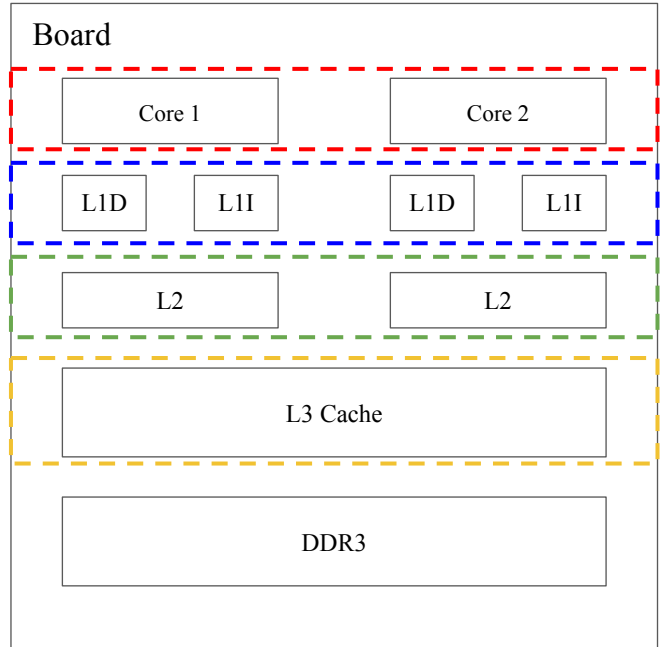 Board
Core 1 Core 2
L1D L1I L1D L1I
L2 L2
L3 Cache
DDR3